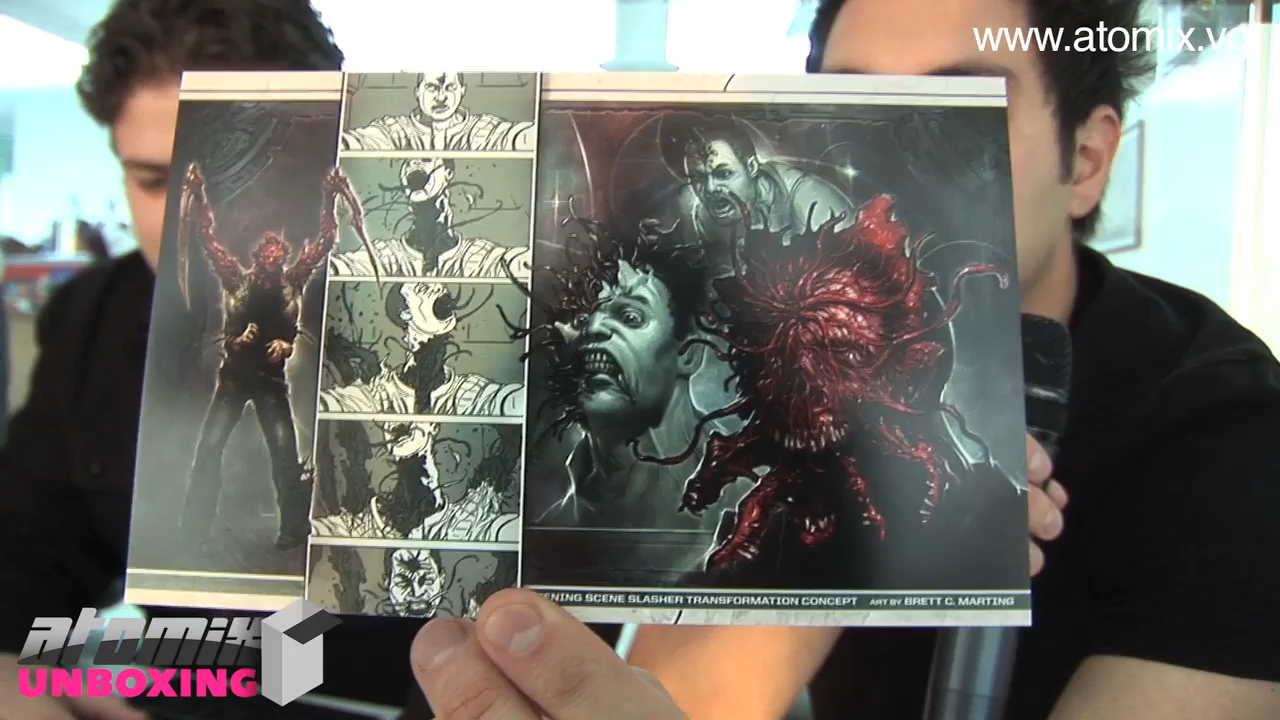 www.atomix.vg
ENING SCENE SLASHER TRANSFORMATION CONCEPT ART BY BRETT C. MARTING
atomix
UNBOXING